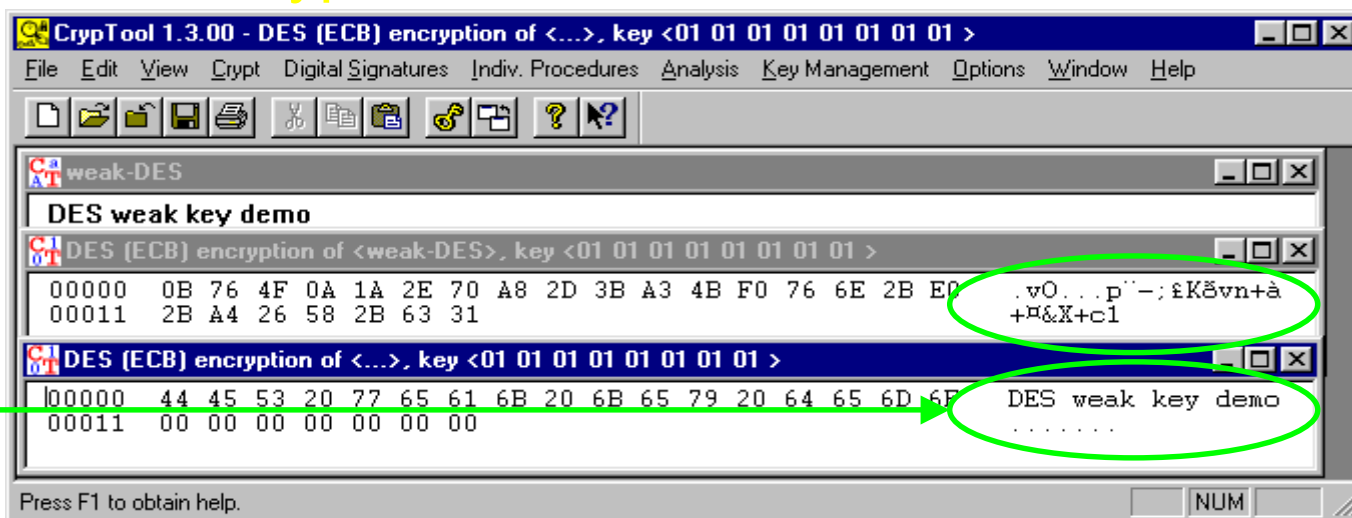 CrypTool 1.3.00 - DES (ECB) encryption of <...>, key <01 01 01 01 01 01 01 01 >
File Edit View Crypt Digital Signatures Indiv. Procedures Analysis Key Management Options Window Help
weak-DES
DES weak key demo
DES (ECB) encryption of <weak-DES>, key <01 01 01 01 01 01 01 01 >
00000 0B 76 4F 0A 1A 2E 70 A8 2D 3B A3 4B F0 76 6E 2B E0 .vO...p¨-;£Kðvn+à
00011 2B A4 26 58 2B 63 31 +¤&X+c1
DES (ECB) encryption of <...>, key <01 01 01 01 01 01 01 01 >
00000 44 45 53 20 77 65 61 6B 20 6B 65 79 20 64 65 6D 6F DES weak key demo
00011 00 00 00 00 00 00 00 .......
Press F1 to obtain help. NUM